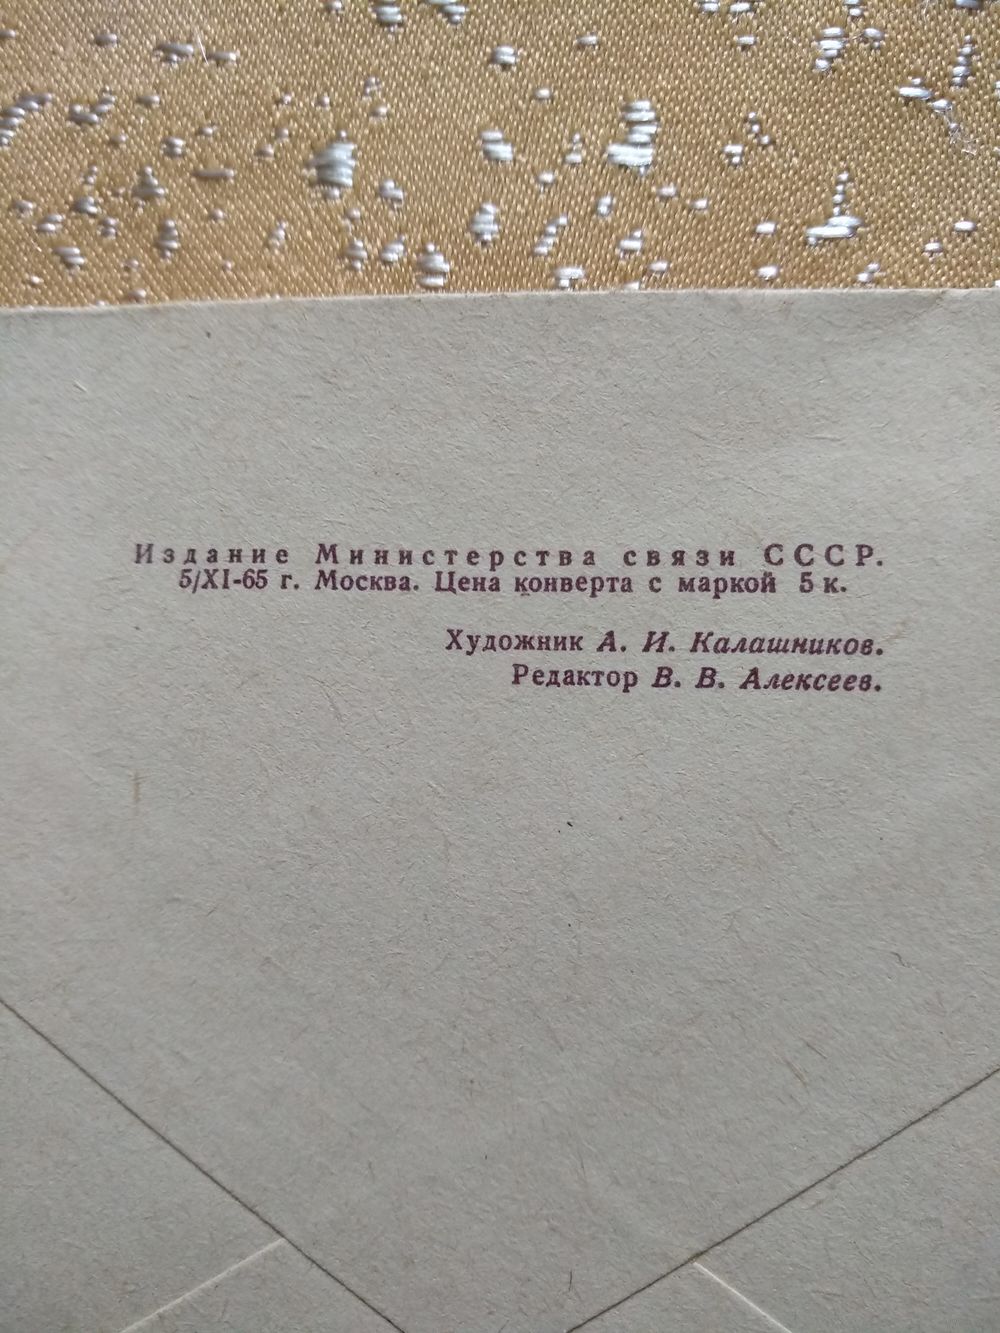 Издание Министерства связи СССР.
5/XI-65 г. Москва. Цена конверта с маркой 5 к.
Художник А. И. Калашников.
Редактор В. В. Алексеев.